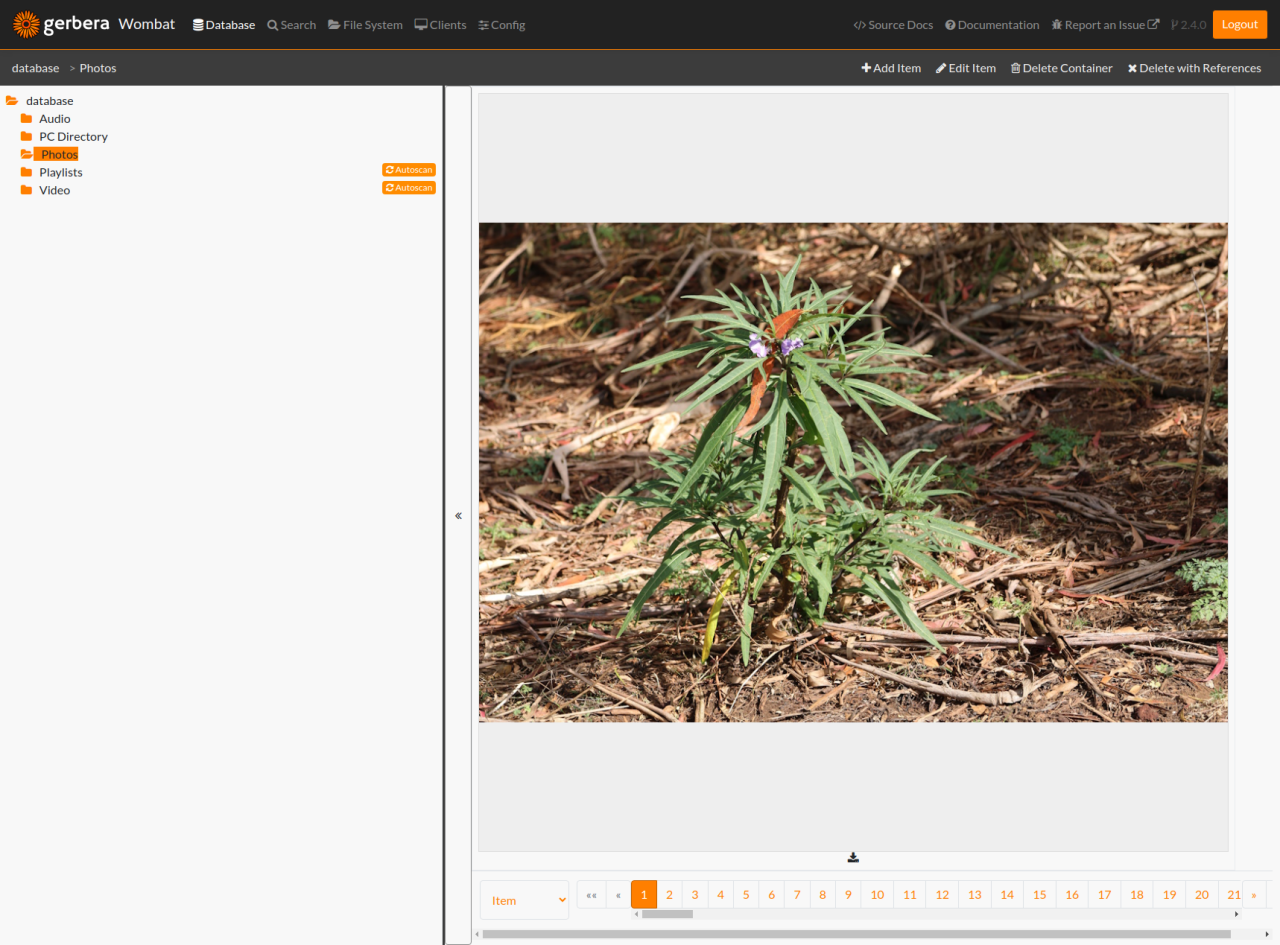 gerbera Wombat Database Search File System Clients Config Source Docs Documentation Report an Issue 2.4.0 Logout
database > Photos Add Item Edit Item Delete Container Delete with References
database
Audio
PC Directory
Photos
Playlists Autoscan
Video Autoscan
«
Item «« « 1 2 3 4 5 6 7 8 9 10 11 12 13 14 15 16 17 18 19 20 21 »